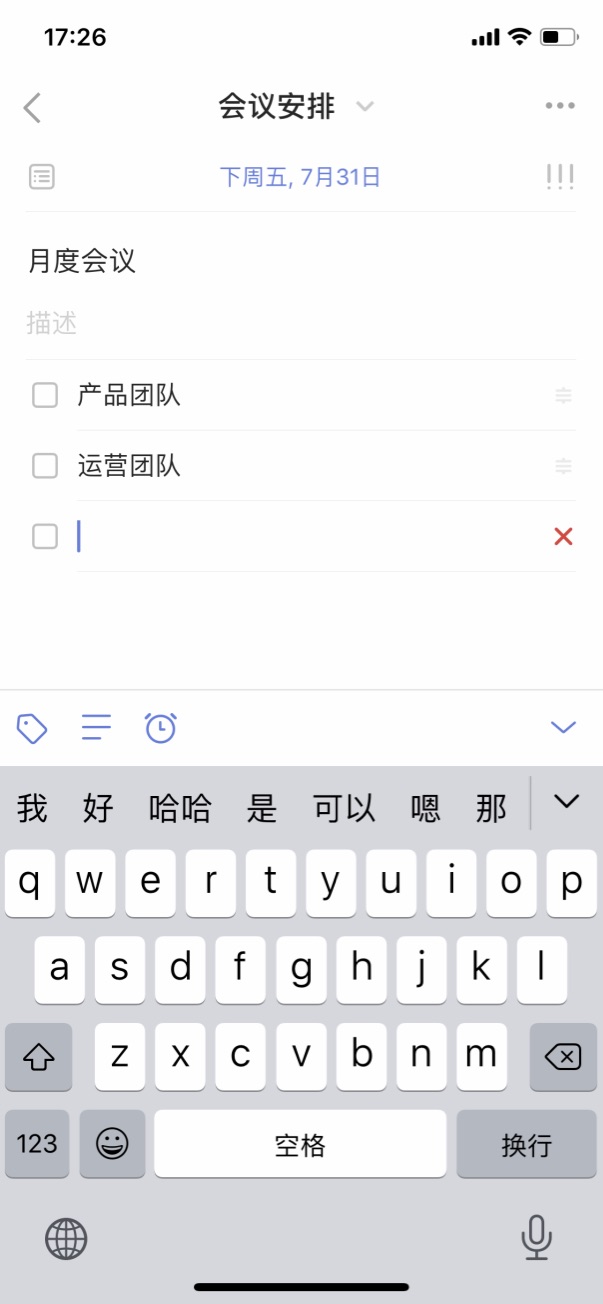 17:26
会议安排
下周五, 7月31日
!!!
月度会议
描述
产品团队
运营团队
我 好 哈哈 是 可以 嗯 那
q w e r t y u i o p
a s d f g h j k l
z x c v b n m
123 空格 换行